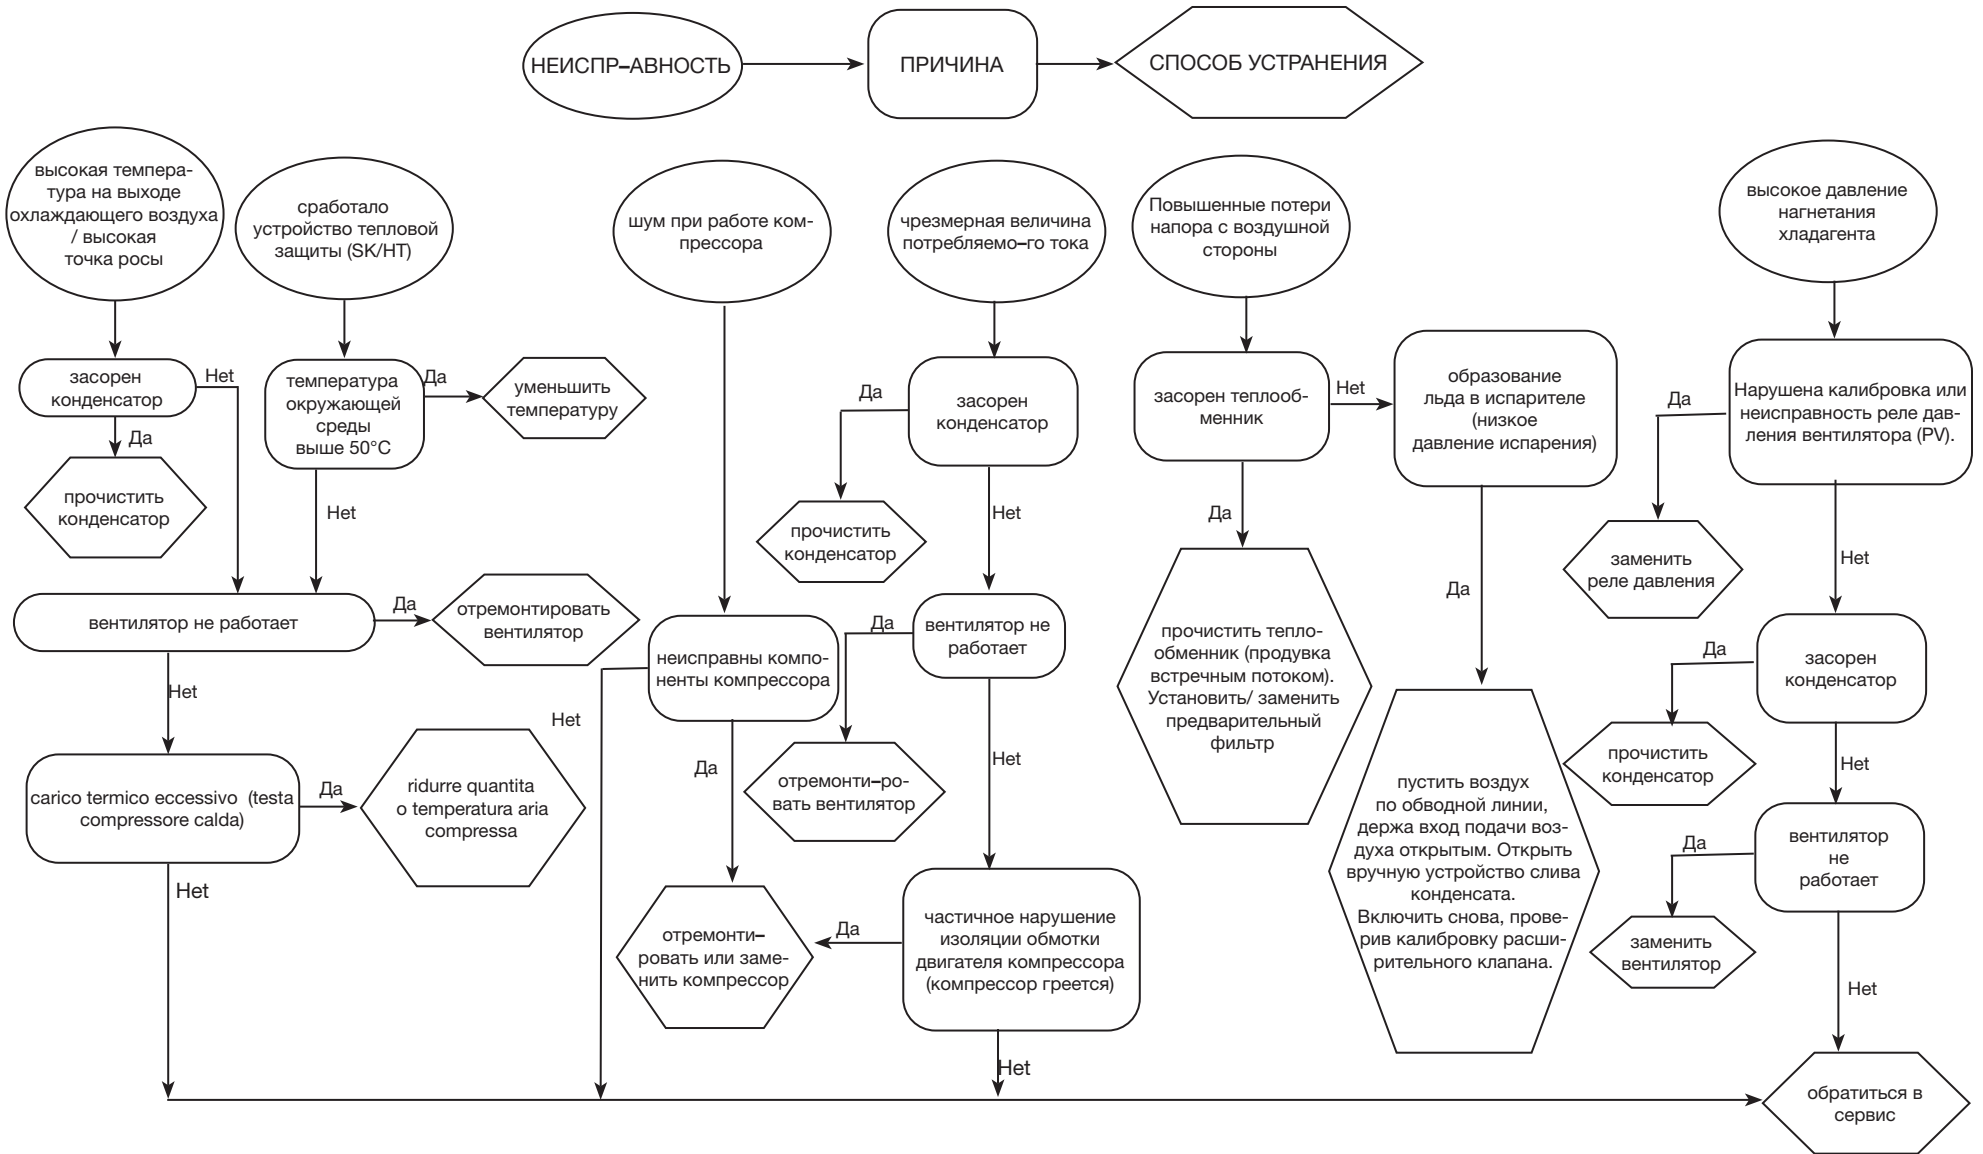 НЕИСПР–АВНОСТЬ
ПРИЧИНА
СПОСОБ УСТРАНЕНИЯ
высокая темпера-
тура на выходе
охлаждающего воздуха
/ высокая
точка росы
сработало
устройство тепловой
защиты (SK/HT)
шум при работе ком-
прессора
чрезмерная величина
потребляемо–го тока
Повышенные потери
напора с воздушной
стороны
высокое давление
нагнетания
хладагента
засорен
конденсатор
Нет
Да
прочистить
конденсатор
температура
окружающей
среды
выше 50°C
Да
уменьшить
температуру
Нет
вентилятор не работает
Да
отремонтировать
вентилятор
Нет
carico termico eccessivo (testa
compressore calda)
Да
ridurre quantita
o temperatura aria
compressa
Нет
неисправны компо-
ненты компрессора
Нет
Да
отремонти–
ровать или заме-
нить компрессор
засорен
конденсатор
Да
прочистить
конденсатор
Нет
вентилятор не
работает
Да
отремонти–ро-
вать вентилятор
Нет
частичное нарушение
изоляции обмотки
двигателя компрессора
(компрессор греется)
Да
Нет
засорен теплооб-
менник
Нет
Да
прочистить тепло-
обменник (продувка
встречным потоком).
Установить/ заменить
предварительный
фильтр
образование
льда в испарителе
(низкое
давление испарения)
Да
пустить воздух
по обводной линии,
держа вход подачи воз-
духа открытым. Открыть
вручную устройство слива
конденсата.
Включить снова, прове-
рив калибровку расши-
рительного клапана.
Нарушена калибровка или
неисправность реле дав-
ления вентилятора (PV).
Да
заменить
реле давления
Нет
засорен
конденсатор
Да
прочистить
конденсатор
Нет
вентилятор
не
работает
Да
заменить
вентилятор
Нет
обратиться в
сервис